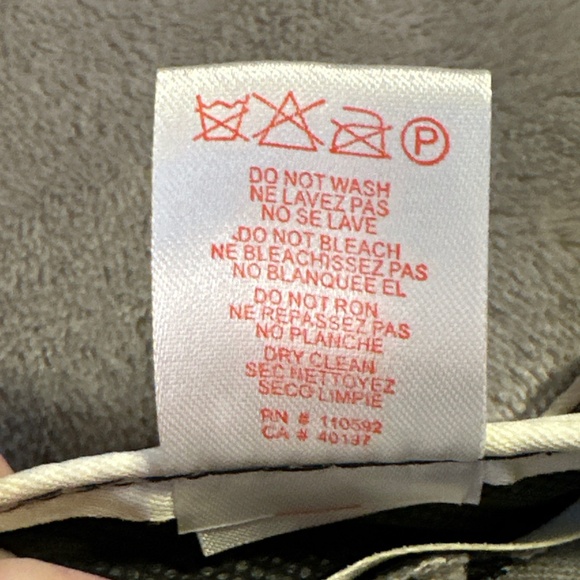 P
DO NOT WASH
NE LAVEZ PAS
NO SE LAVE
DO NOT BLEACH
NE BLEACHISSEZ PAS
NO BLANQUEE EL
DO NOT RON
NE REPASSEZ PAS
NO PLANCHE
DRY CLEAN
SEC NETTOYEZ
SECO LIMPIE
RN # 110592
CA # 40197